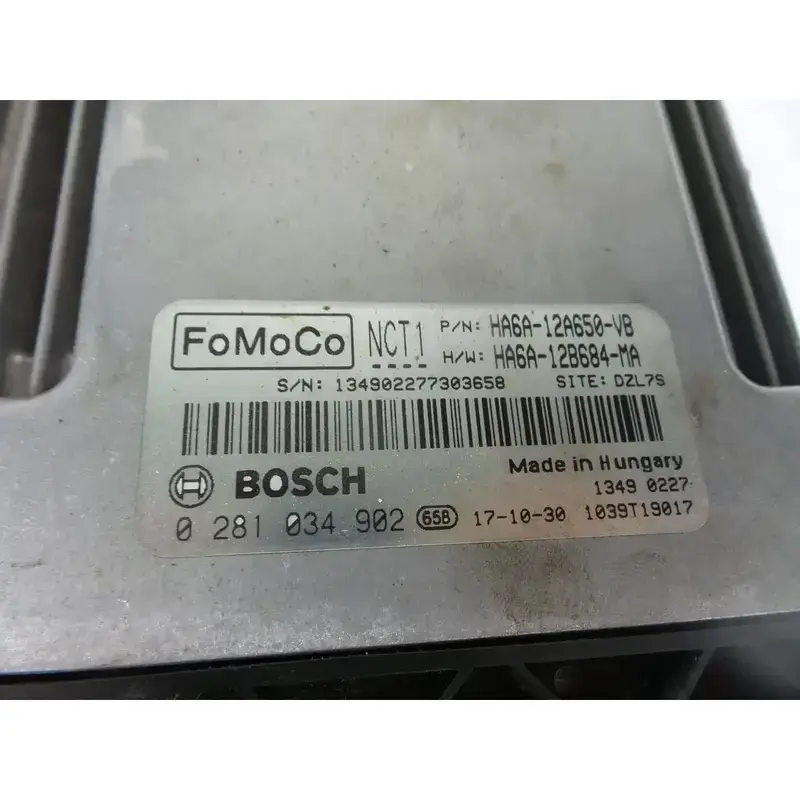 FoMoCo NCT1 P/N: HA6A-12A650-VB
H/W: HA6A-12B684-MA
S/N: 134902277303658 SITE: DZL7S
BOSCH Made in Hungary
1349 0227
0 281 034 902 65B 17-10-30 1039T19017